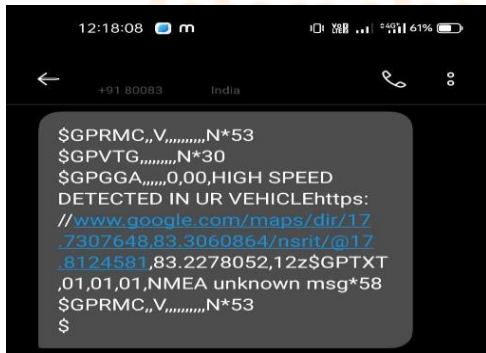 12:18:08 m 61%
+91 80083 India
$GPRMC,,V,,,,,,,,,,N*53
$GPVTG,,,,,,,,,N*30
$GPGGA,,,,,,0,00,HIGH SPEED
DETECTED IN UR VEHICLEhttps:
//www.google.com/maps/dir/17
.7307648,83.3060864/nsrit/@17
.8124581,83.2278052,12z$GPTXT
,01,01,01,NMEA unknown msg*58
$GPRMC,,V,,,,,,,,,,N*53
$